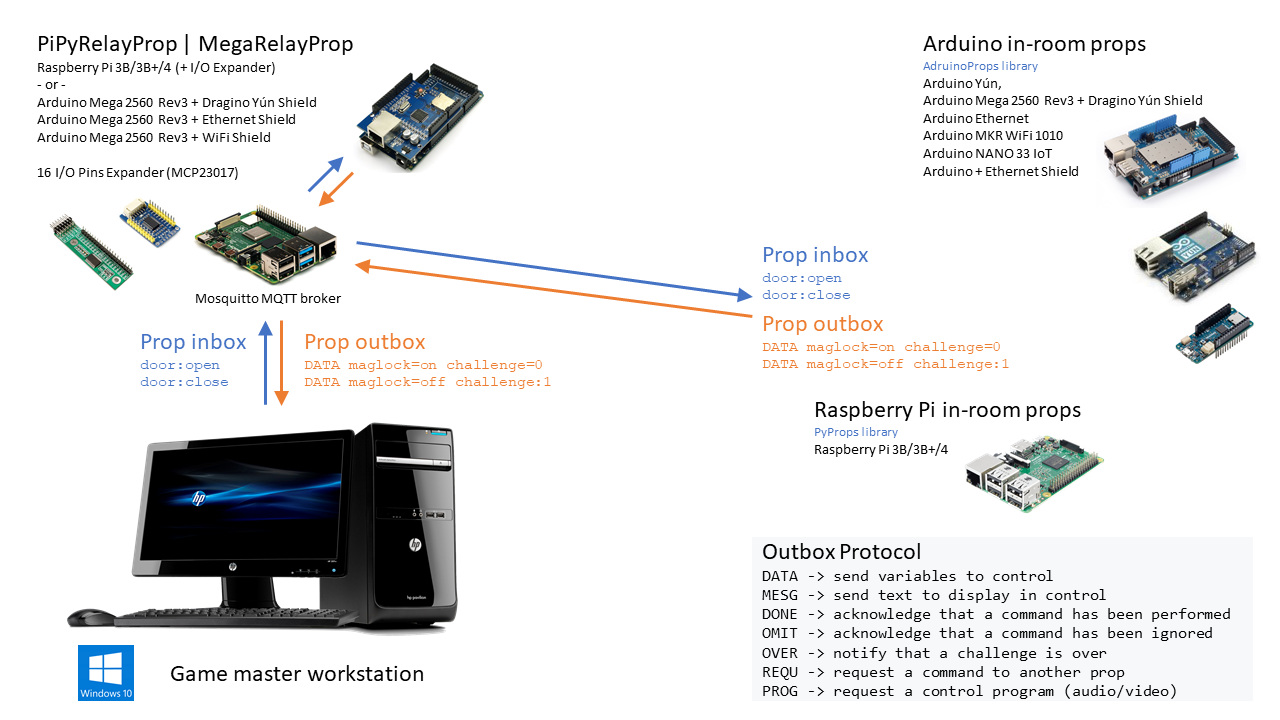 PiPyRelayProp | MegaRelayProp
Raspberry Pi 3B/3B+/4 (+ I/O Expander)
- or -
Arduino Mega 2560 Rev3 + Dragino Yún Shield
Arduino Mega 2560 Rev3 + Ethernet Shield
Arduino Mega 2560 Rev3 + WiFi Shield
16 I/O Pins Expander (MCP23017)
Mosquitto MQTT broker
Prop inbox
door:open
door:close
Prop outbox
DATA maglock=on challenge=0
DATA maglock=off challenge:1
hp
hp
hp
hp pavilion
Windows 10
Game master workstation
Arduino in-room props
AdruinoProps library
Arduino Yún,
Arduino Mega 2560 Rev3 + Dragino Yún Shield
Arduino Ethernet
Arduino MKR WiFi 1010
Arduino NANO 33 IoT
Arduino + Ethernet Shield
YUN
Prop inbox
door:open
door:close
Prop outbox
DATA maglock=on challenge=0
DATA maglock=off challenge:1
Raspberry Pi in-room props
PyProps library
Raspberry Pi 3B/3B+/4
Outbox Protocol
DATA -> send variables to control
MESG -> send text to display in control
DONE -> acknowledge that a command has been performed
OMIT -> acknowledge that a command has been ignored
OVER -> notify that a challenge is over
REQU -> request a command to another prop
PROG -> request a control program (audio/video)